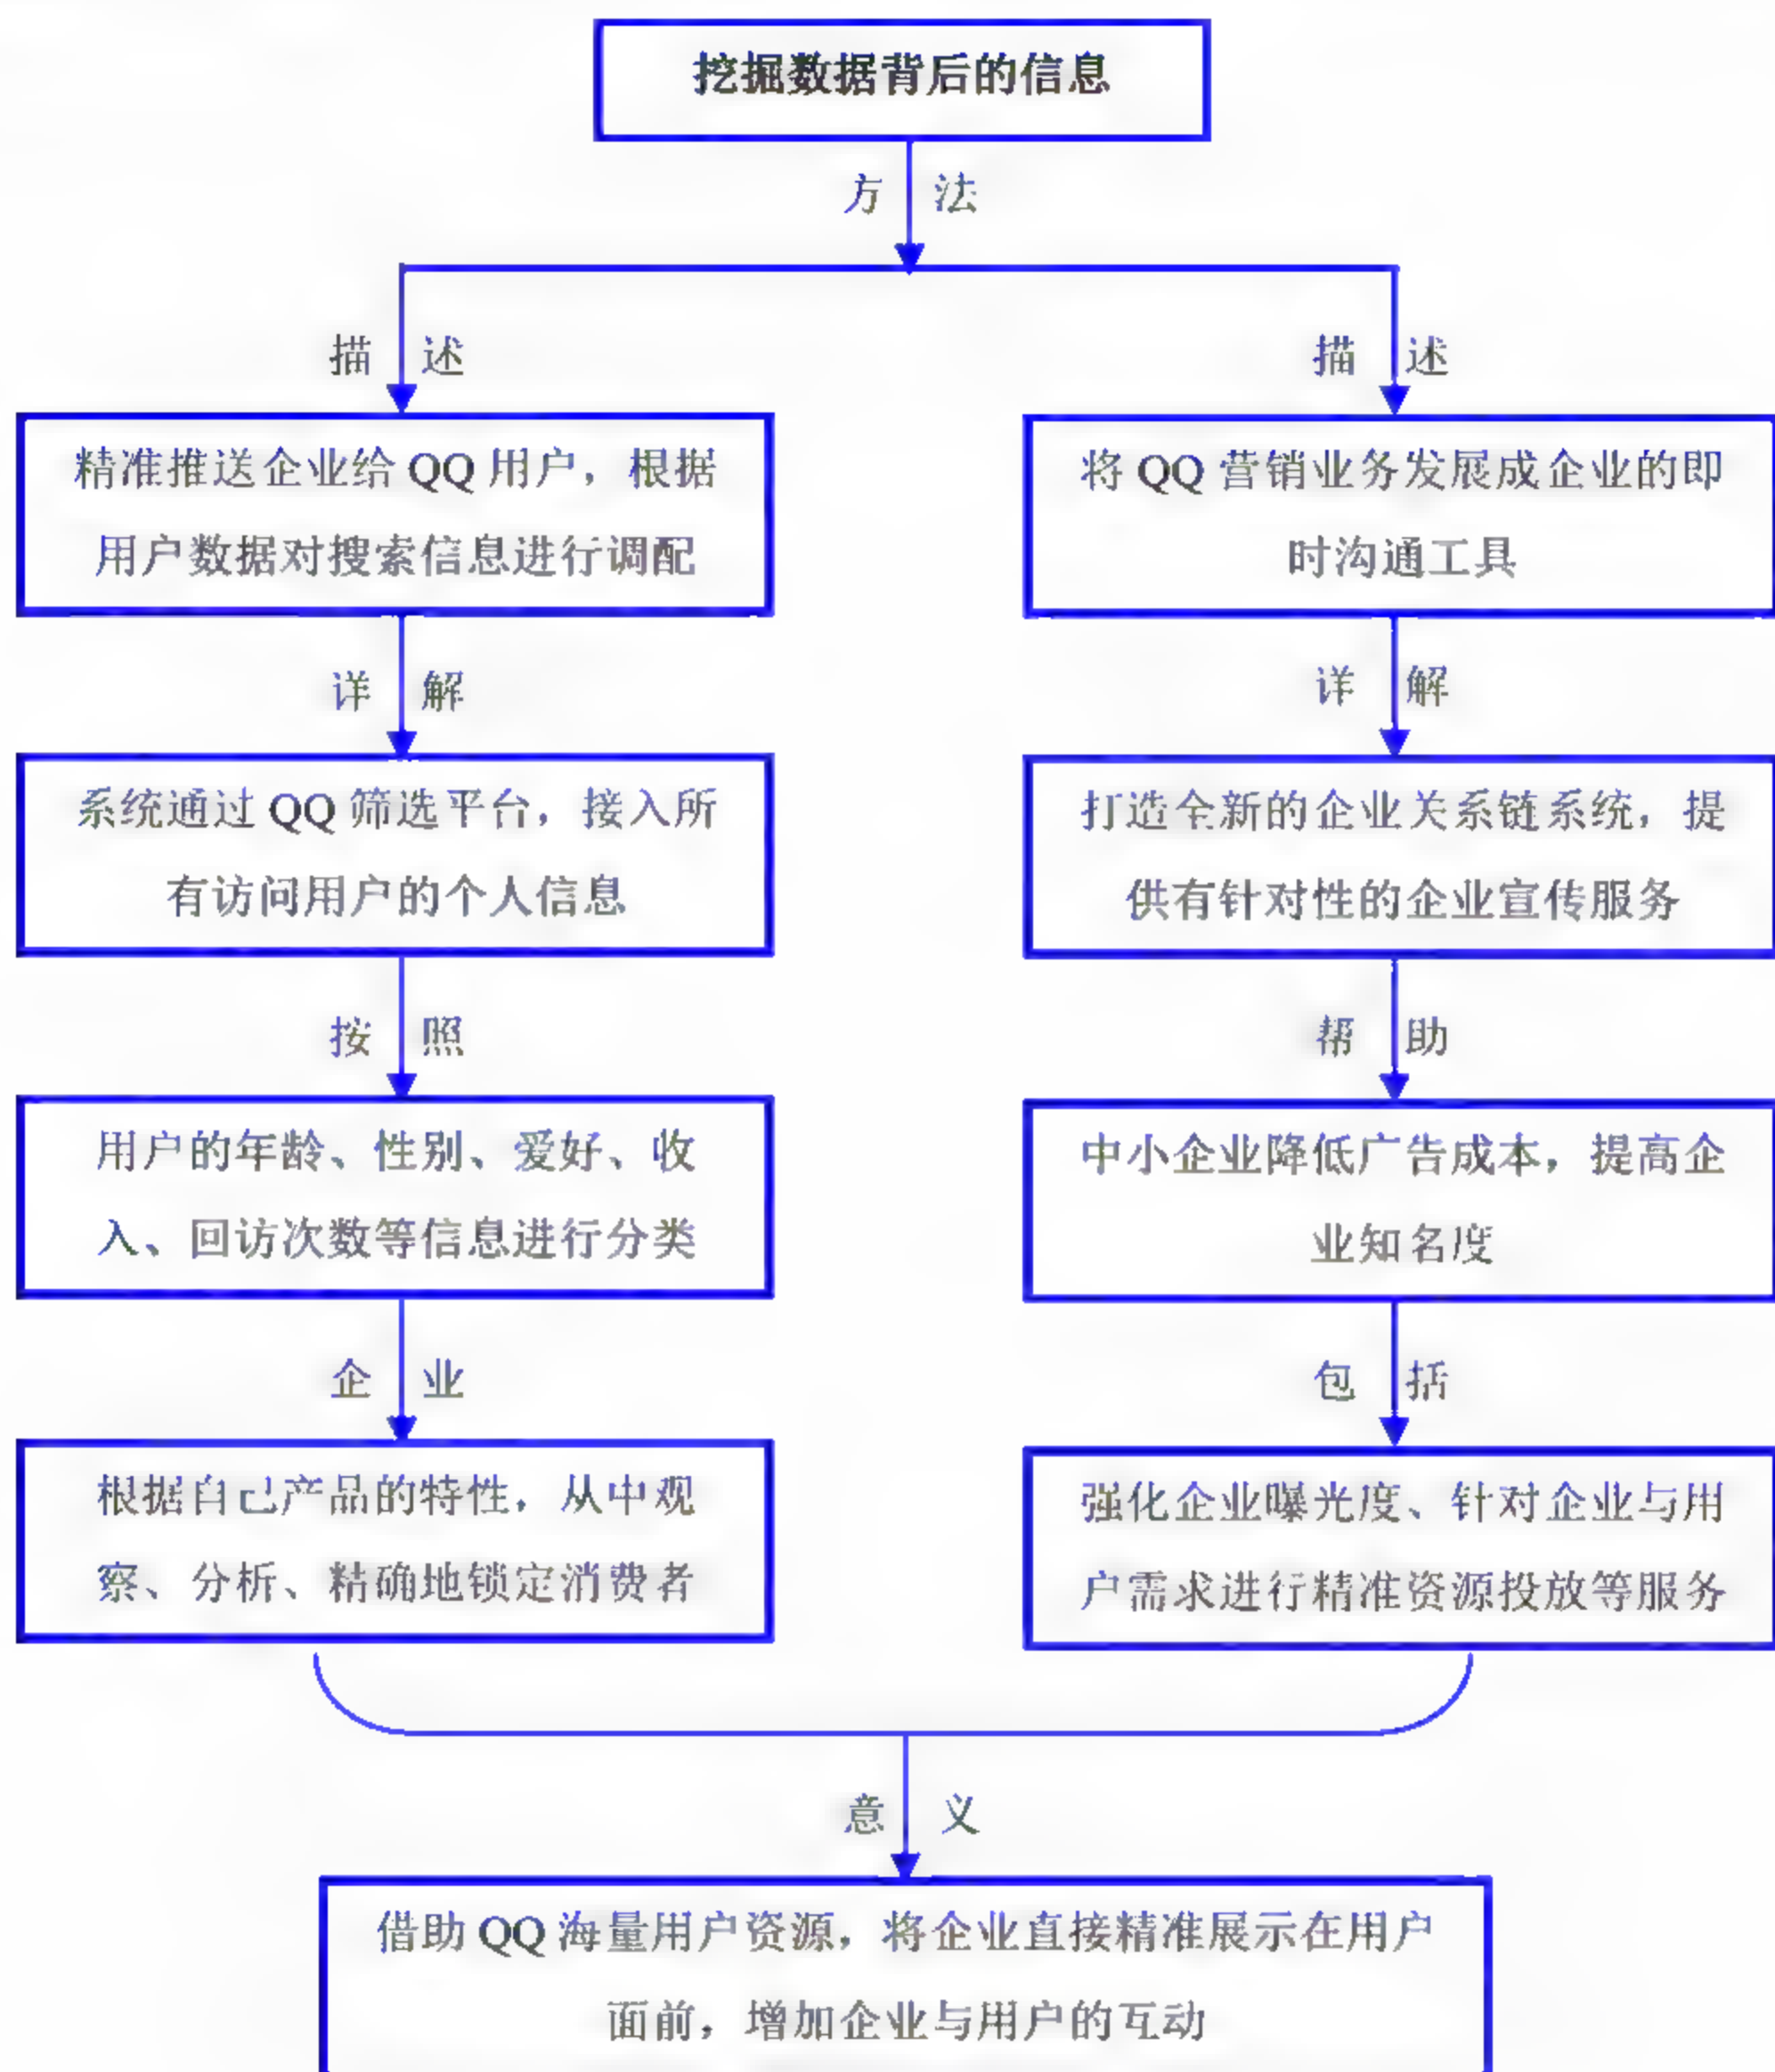 挖掘数据背后的信息
方 法
描 述
描 述
精准推送企业给 QQ 用户，根据
用户数据对搜索信息进行调配
将 QQ 营销业务发展成企业的即
时沟通工具
详 解
详 解
系统通过 QQ 筛选平台，接入所
有访问用户的个人信息
打造全新的企业关系链系统，提
供有针对性的企业宣传服务
按 照
帮 助
用户的年龄、性别、爱好、收
入、回访次数等信息进行分类
中小企业降低广告成本，提高企
业知名度
企 业
包 括
根据自己产品的特性，从中观
察、分析、精确地锁定消费者
强化企业曝光度、针对企业与用
户需求进行精准资源投放等服务
意 义
借助 QQ 海量用户资源，将企业直接精准展示在用户
面前，增加企业与用户的互动